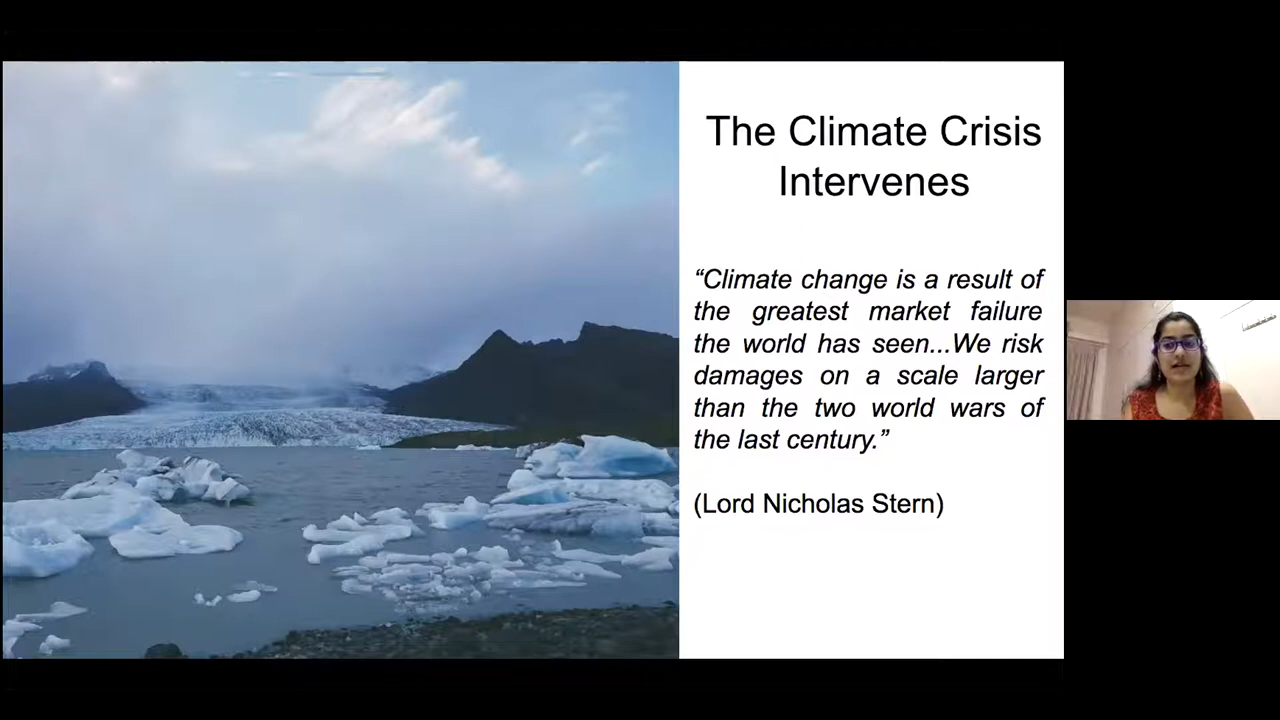 The Climate Crisis
Intervenes
“Climate change is a result of
the greatest market failure
the world has seen...We risk
damages on a scale larger
than the two world wars of
the last century.”
(Lord Nicholas Stern)